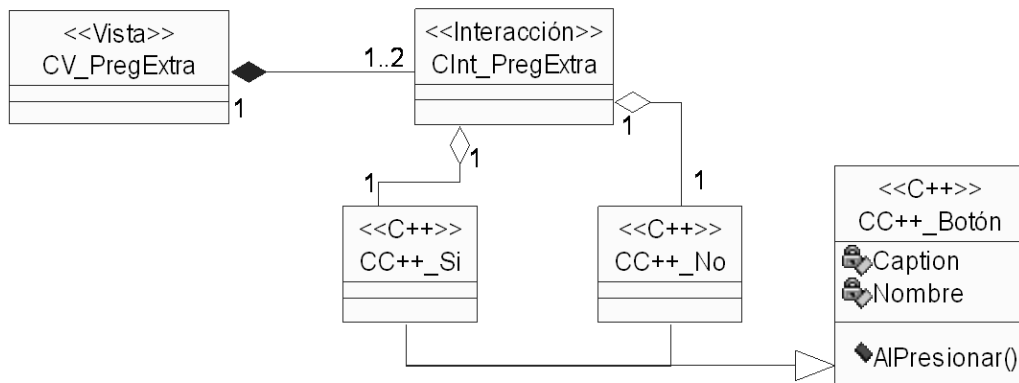 <<Vista>>
CV_PregExtra
1
1..2
<<Interacción>>
CInt_PregExtra
1
1
1
1
<<C++>>
CC++_Si
<<C++>>
CC++_No
<<C++>>
CC++_Botón
Caption
Nombre
AlPresionar()